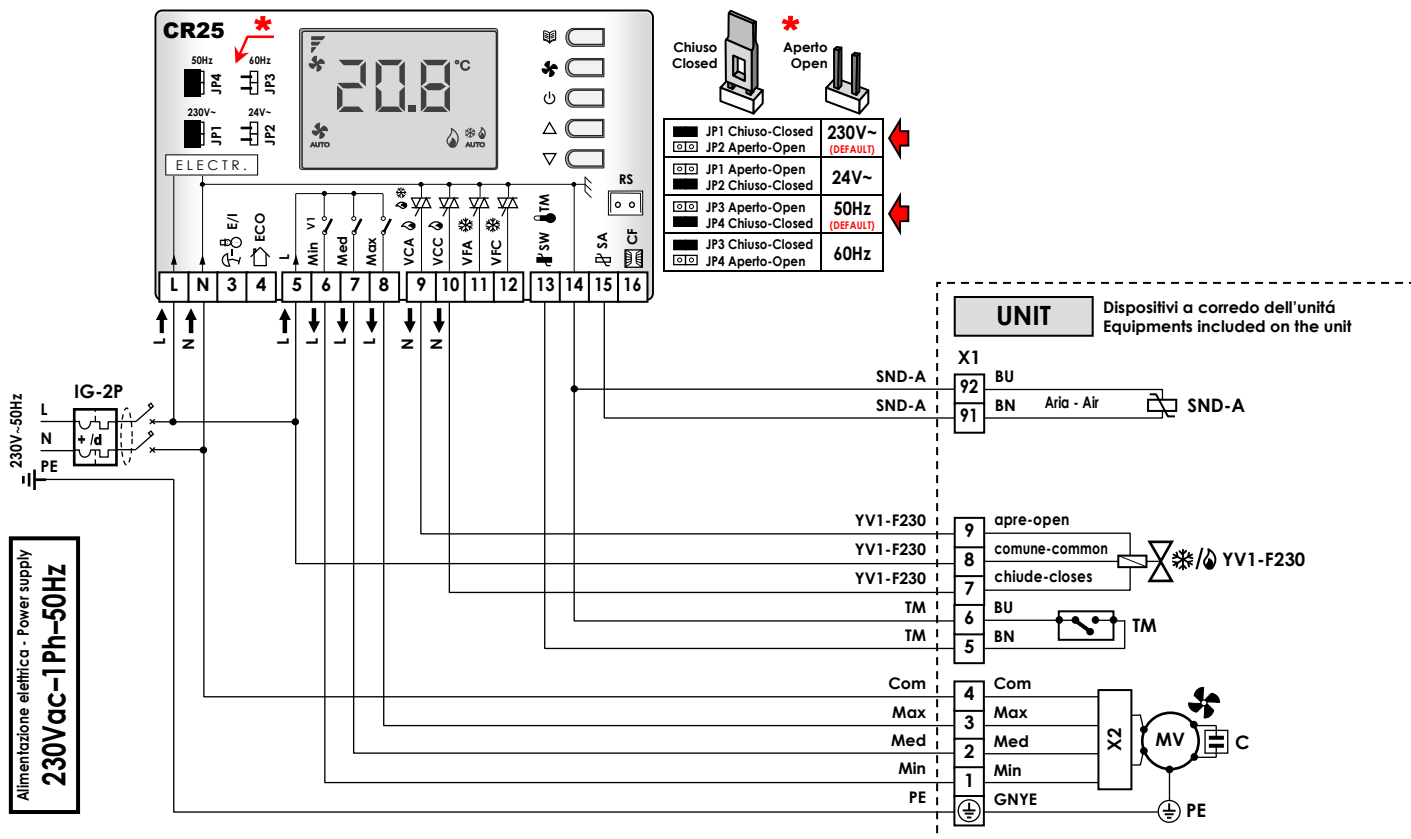 CR25
*
50Hz
JP4
60Hz
JP3
230V~
JP1
24V~
JP2
ELECTR.
20.8 °C
AUTO
AUTO
RS
Chiuso
Closed
*
Aperto
Open
JP1 Chiuso-Closed
JP2 Aperto-Open
230V~
(DEFAULT)
JP1 Aperto-Open
JP2 Chiuso-Closed
24V~
JP3 Aperto-Open
JP4 Chiuso-Closed
50Hz
(DEFAULT)
JP3 Chiuso-Closed
JP4 Aperto-Open
60Hz
E/I
ECO
L
Min
V1
Med
Max
VCA
VCC
VFA
VFC
SW
TM
SA
CF
L N 3 4 5 6 7 8 9 10 11 12 13 14 15 16
L N L L L L N N
UNIT
Dispositivi a corredo dell'unitá
Equipments included on the unit
X1
SND-A 92 BU
SND-A 91 BN
Aria - Air
SND-A
IG-2P
230V~50Hz
L
N
PE
+ /d
YV1-F230 9 apre-open
YV1-F230 8 comune-common
YV1-F230 7 chiude-closes
YV1-F230
TM 6 BU
TM 5 BN
TM
Com 4 Com
Max 3 Max
Med 2 Med
Min 1 Min
PE GNYE
X2
MV
C
PE
Alimentazione elettrica - Power supply
230Vac–1Ph–50Hz